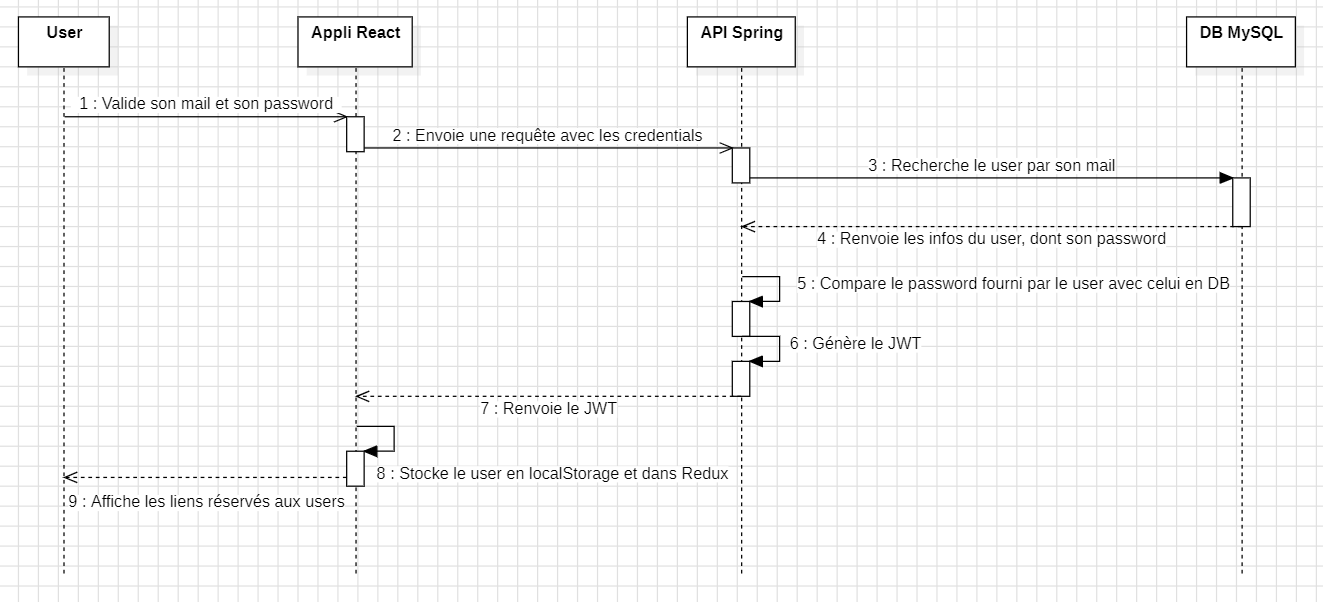 User
Appli React
API Spring
DB MySQL
1 : Valide son mail et son password
2 : Envoie une requête avec les credentials
3 : Recherche le user par son mail
4 : Renvoie les infos du user, dont son password
5 : Compare le password fourni par le user avec celui en DB
6 : Génère le JWT
7 : Renvoie le JWT
8 : Stocke le user en localStorage et dans Redux
9 : Affiche les liens réservés aux users